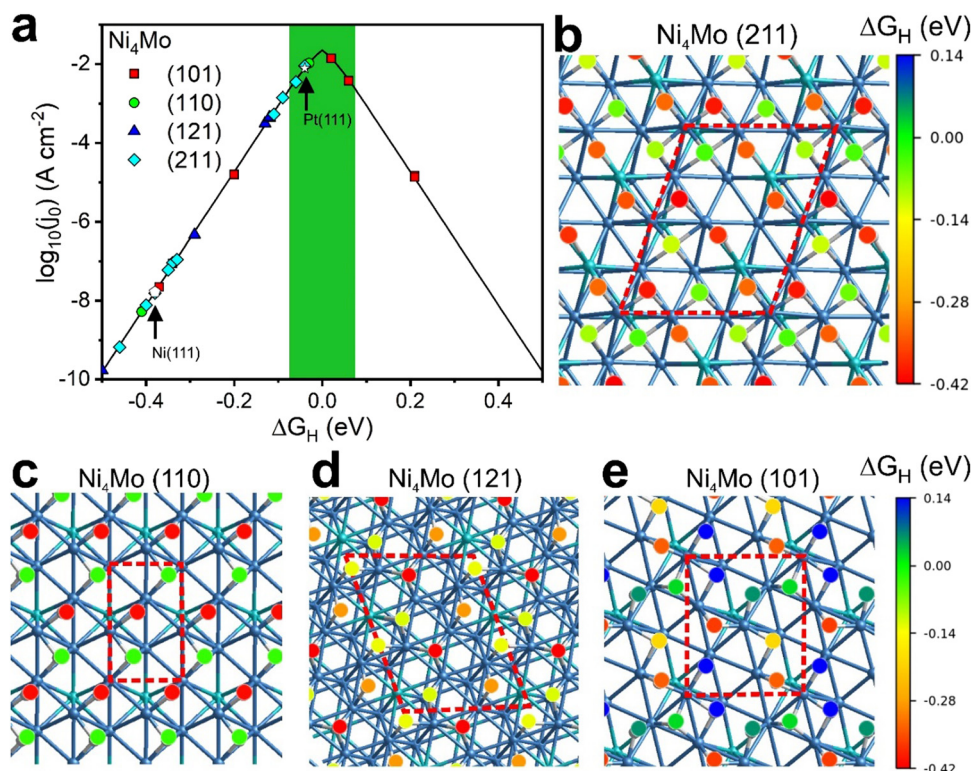 a
Ni₄Mo
(101)
(110)
(121)
(211)
Pt(111)
Ni(111)
log₁₀(j₀) (A cm⁻²)
-2
-4
-6
-8
-10
-0.4
-0.2
0.0
0.2
0.4
ΔG_H (eV)
b
Ni₄Mo (211)
ΔG_H (eV)
0.14
0.00
-0.14
-0.28
-0.42
c
Ni₄Mo (110)
d
Ni₄Mo (121)
e
Ni₄Mo (101)
ΔG_H (eV)
0.14
0.00
-0.14
-0.28
-0.42